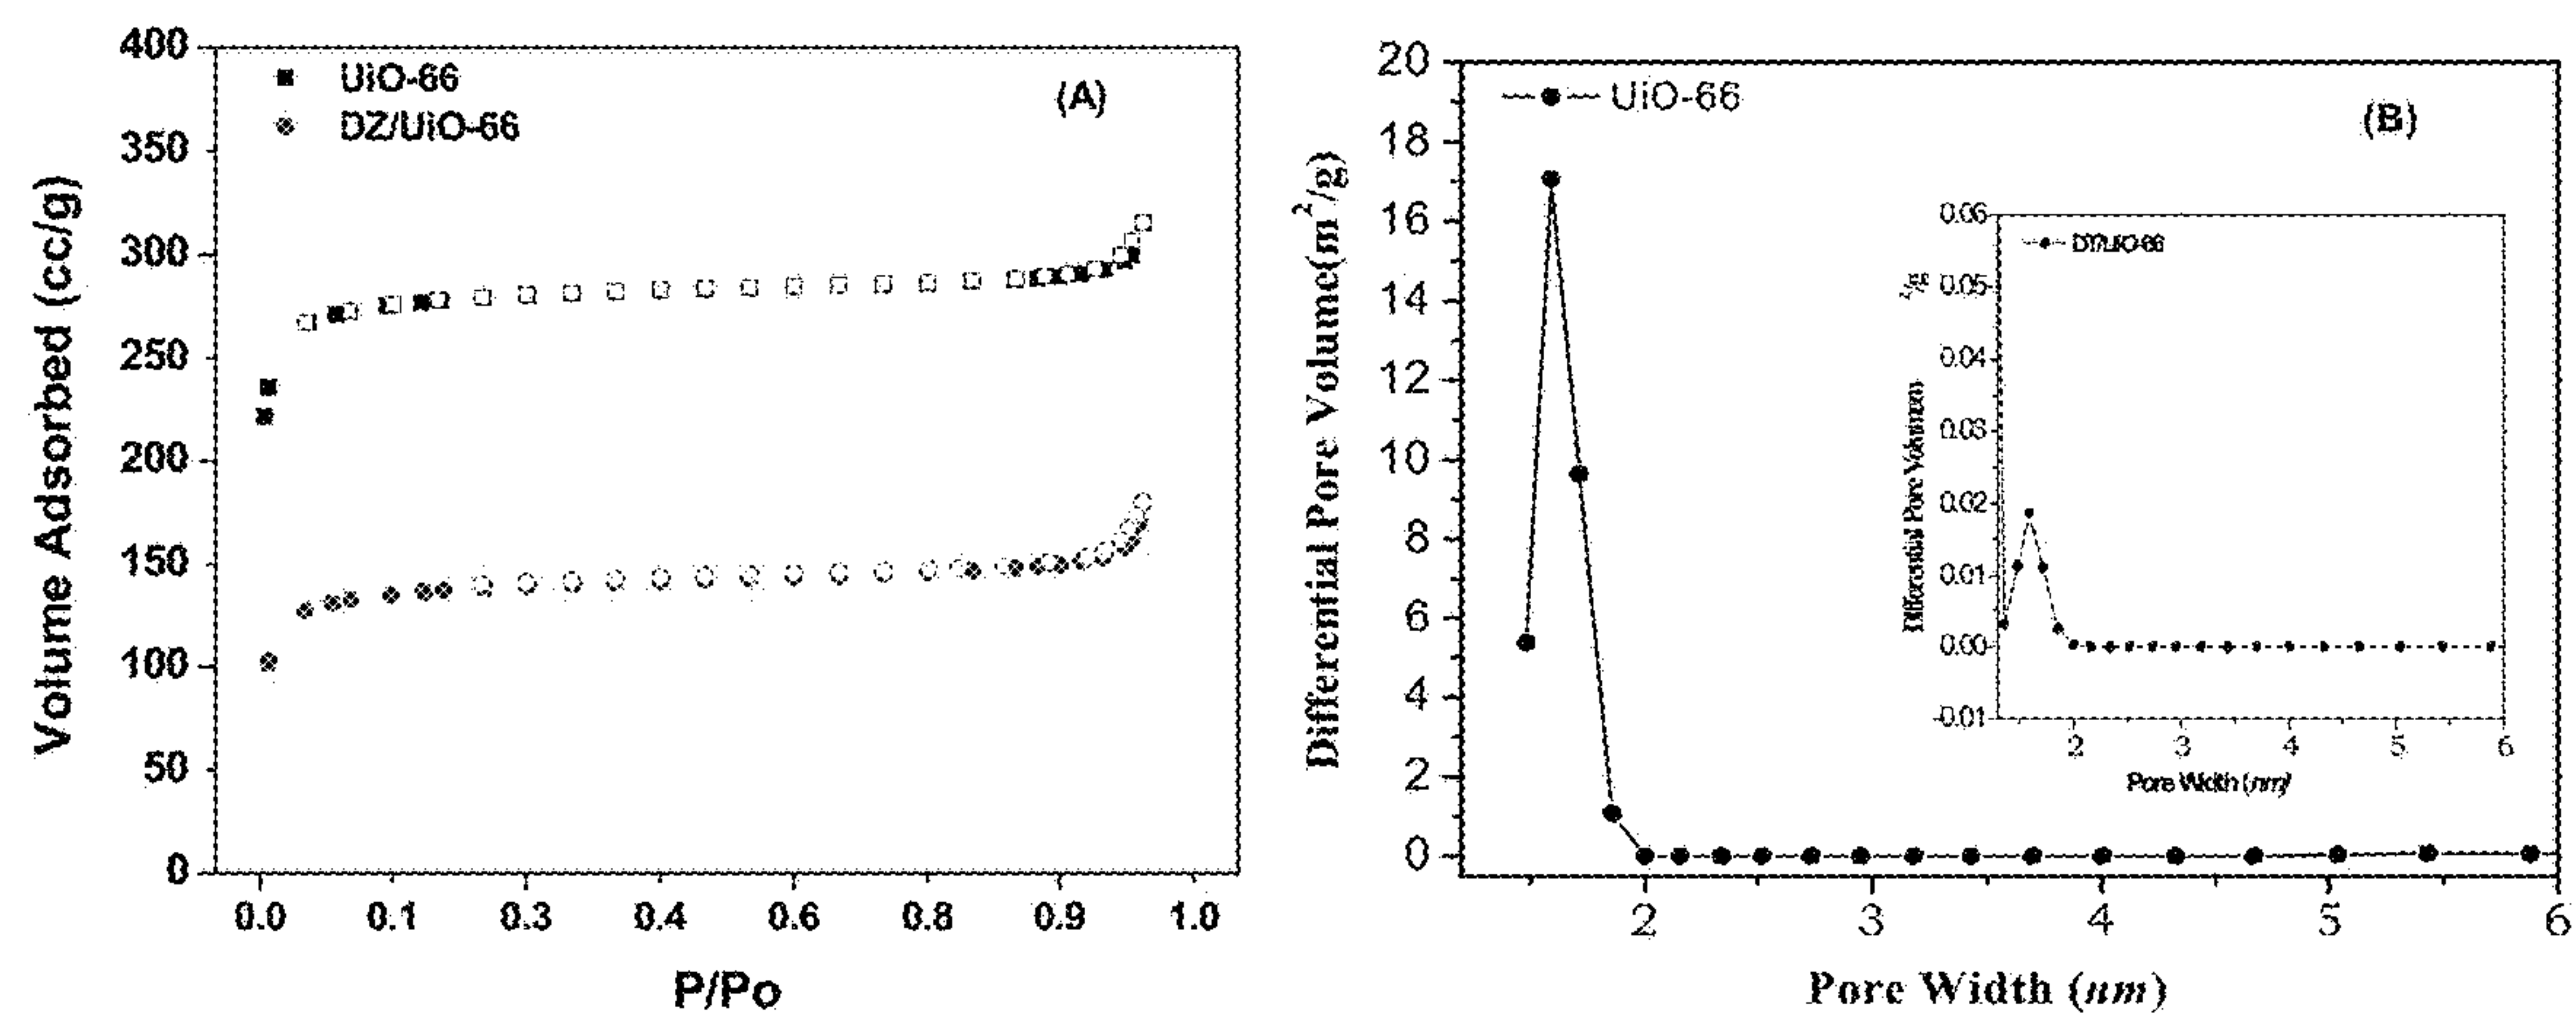 400
350
300
250
200
150
100
50
0
UiO-66
DZ/UiO-66
(A)
Volume Adsorbed (cc/g)
0.0 0.1 0.3 0.4 0.6 0.8 0.9 1.0
P/Po
20
18
16
14
12
10
8
6
4
2
0
UiO-66
(B)
Differential Pore Volume(m²/g)
2 3 4 5 6
Pore Width (nm)
0.06
0.05
0.04
0.03
0.02
0.01
0.00
-0.01
²/g
Differential Pore Volumen
2 3 4 5 6
Pore Width (nm)